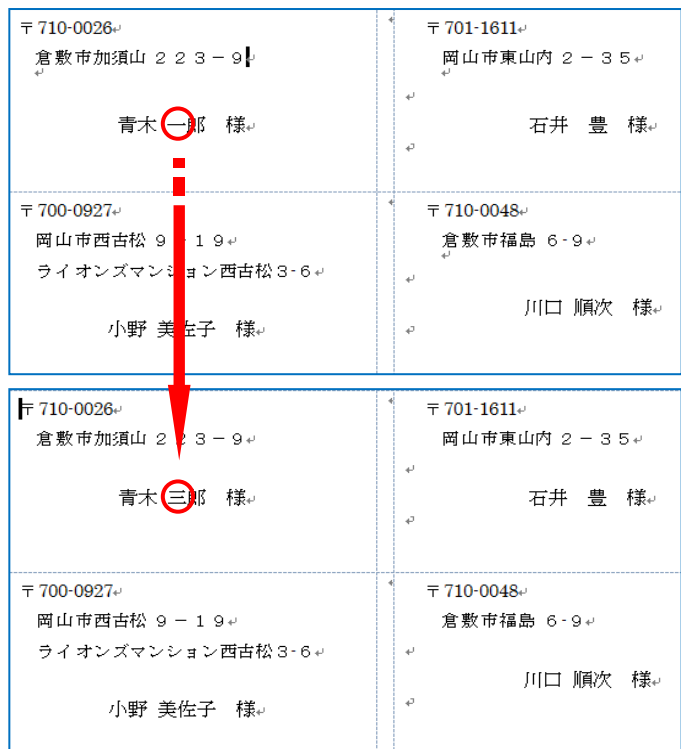 〒710-0026
倉敷市加須山 ２２３－９
青木 一郎　様
〒701-1611
岡山市東山内 ２－３５
石井　豊　様
〒700-0927
岡山市西古松 ９－１９
ライオンズマンション西古松３-６
小野 美佐子　様
〒710-0048
倉敷市福島 ６-９
川口 順次　様
〒710-0026
倉敷市加須山 ２２３－９
青木 三郎　様
〒701-1611
岡山市東山内 ２－３５
石井　豊　様
〒700-0927
岡山市西古松 ９－１９
ライオンズマンション西古松３-６
小野 美佐子　様
〒710-0048
倉敷市福島 ６-９
川口 順次　様